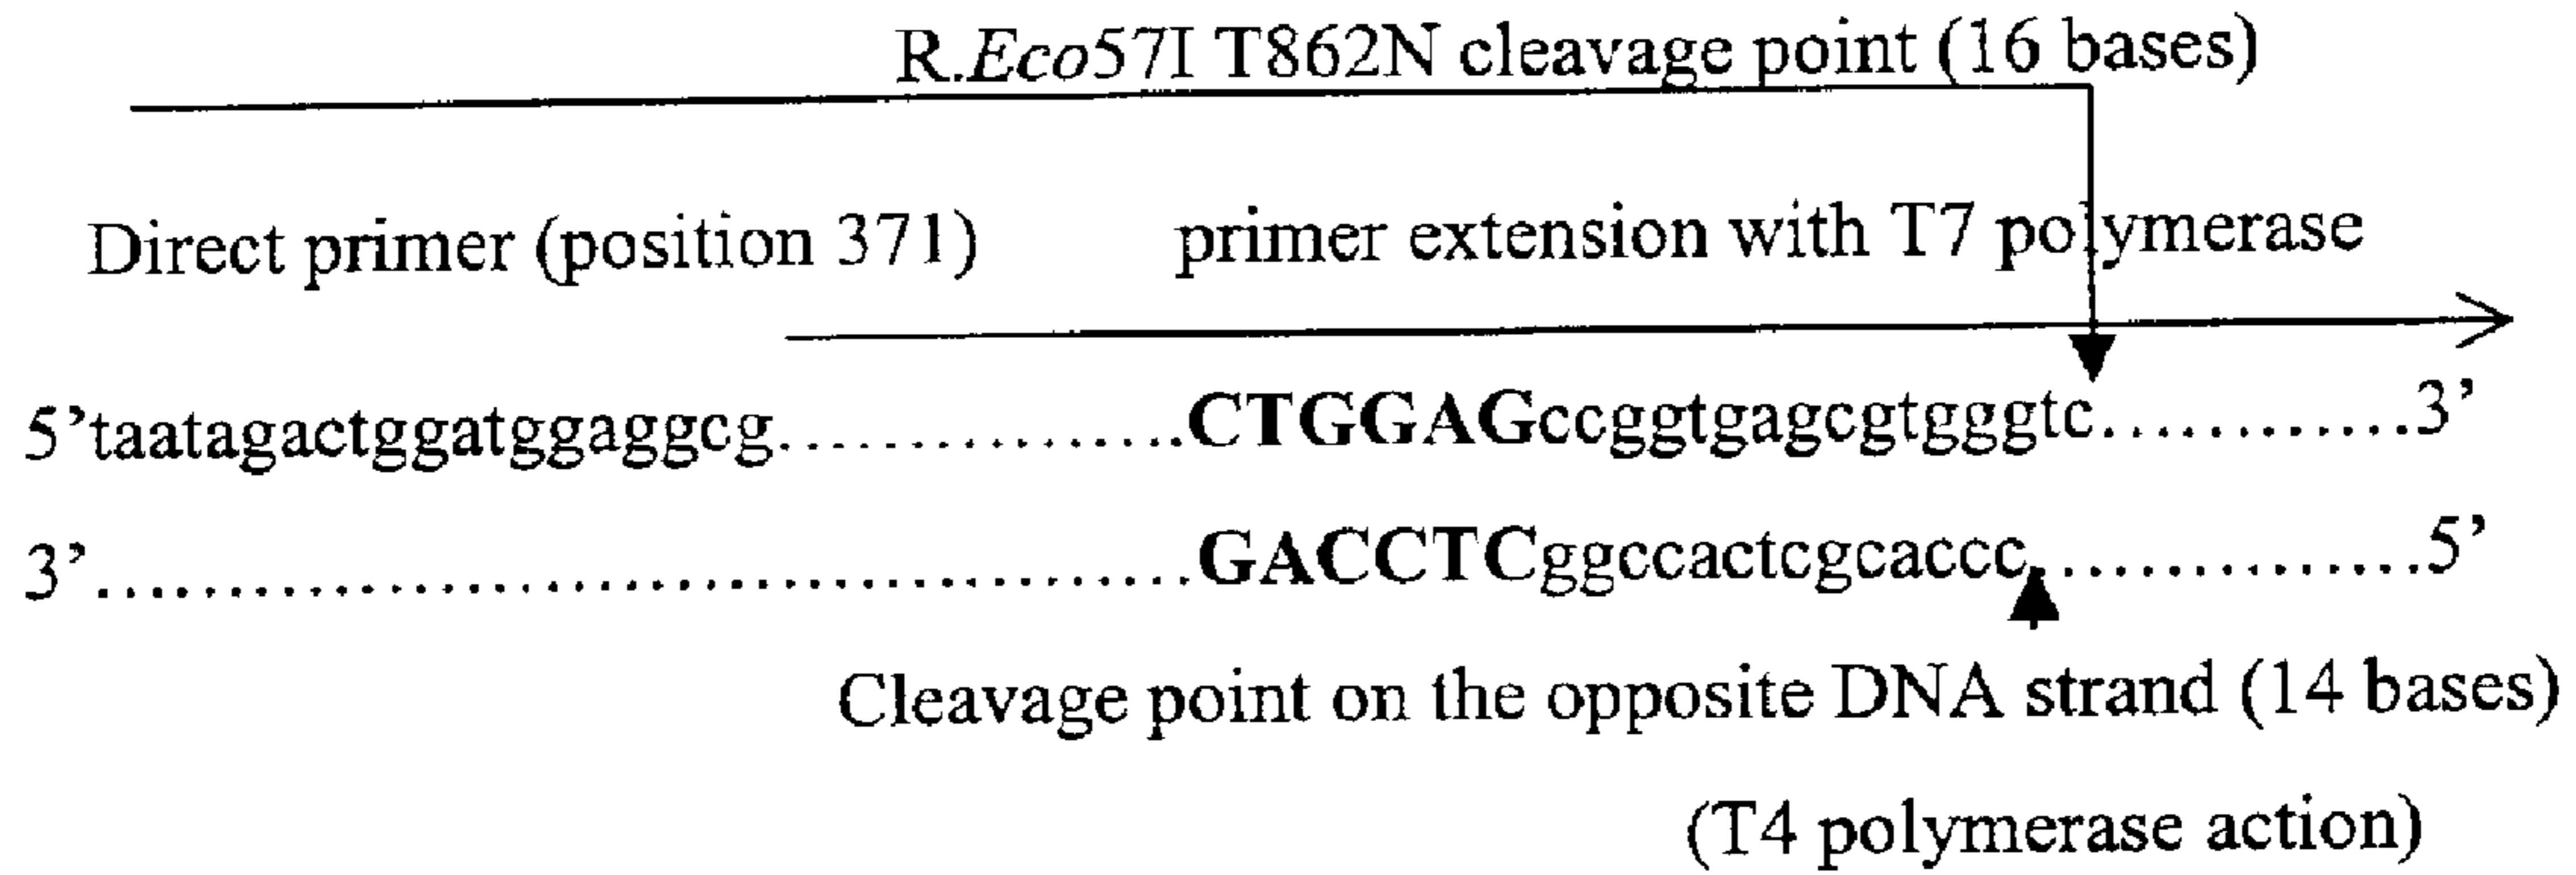 R.Eco57I T862N cleavage point (16 bases)
Direct primer (position 371) primer extension with T7 polymerase
5’taatagactggatggaggcg...............CTGGAGccggtgagcgtgggtc............3’
3’.........................................GACCTCggccactcgcaccc...............5’
Cleavage point on the opposite DNA strand (14 bases)
(T4 polymerase action)